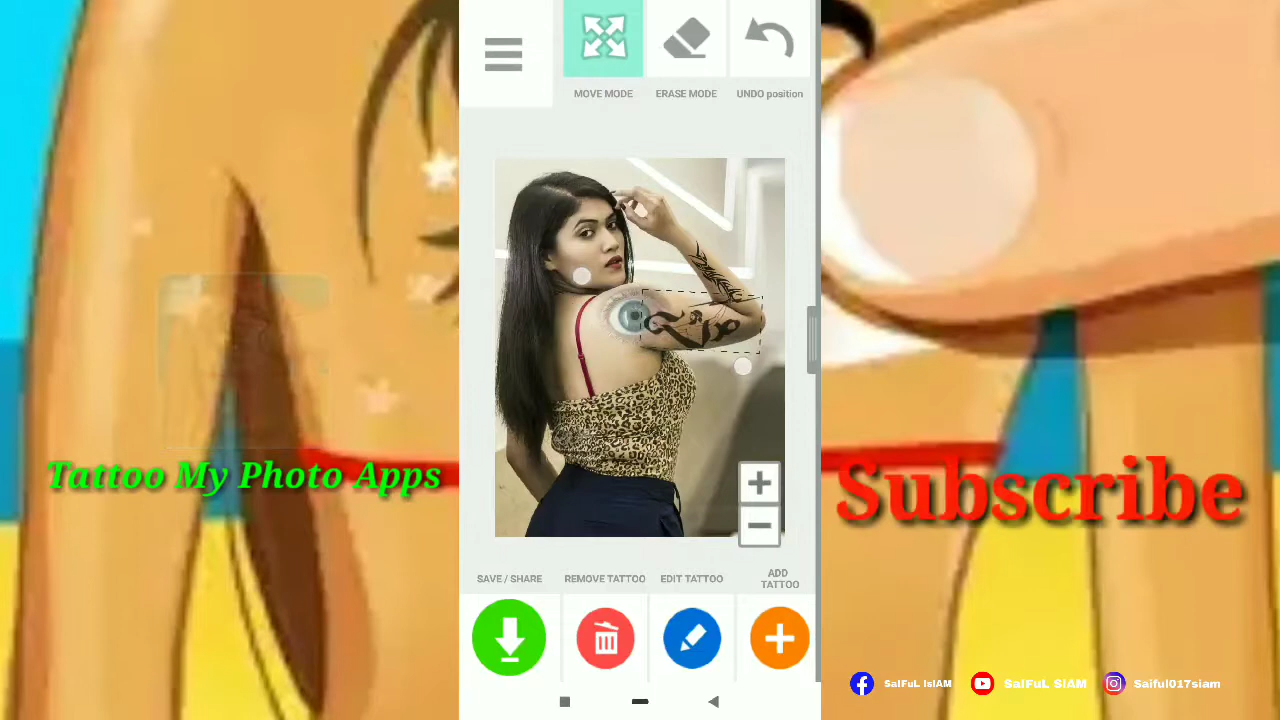 MOVE MODE
ERASE MODE
UNDO position
Tattoo My Photo Apps
Subscribe
SAVE / SHARE
REMOVE TATTOO
EDIT TATTOO
ADD
TATTOO
SaIFuL IsIAM
SaIFuL SIAM
Saiful017siam